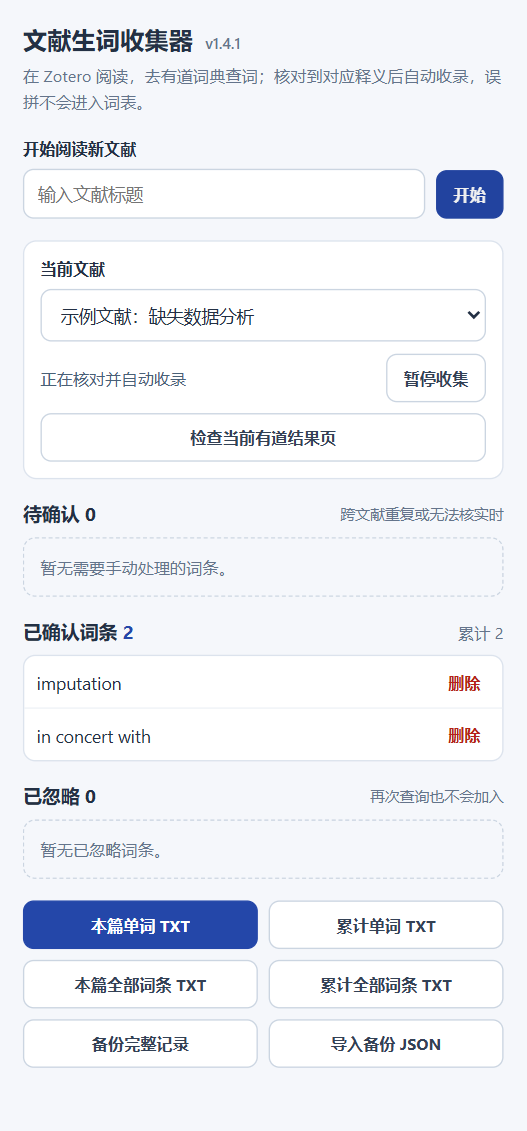 文献生词收集器 v1.4.1
在 Zotero 阅读，去有道词典查词；核对到对应释义后自动收录，误
拼不会进入词表。
开始阅读新文献
输入文献标题 开始
当前文献
示例文献：缺失数据分析
正在核对并自动收录 暂停收集
检查当前有道结果页
待确认 0 跨文献重复或无法核实时
暂无需要手动处理的词条。
已确认词条 2 累计 2
imputation 删除
in concert with 删除
已忽略 0 再次查询也不会加入
暂无已忽略词条。
本篇单词 TXT 累计单词 TXT
本篇全部词条 TXT 累计全部词条 TXT
备份完整记录 导入备份 JSON